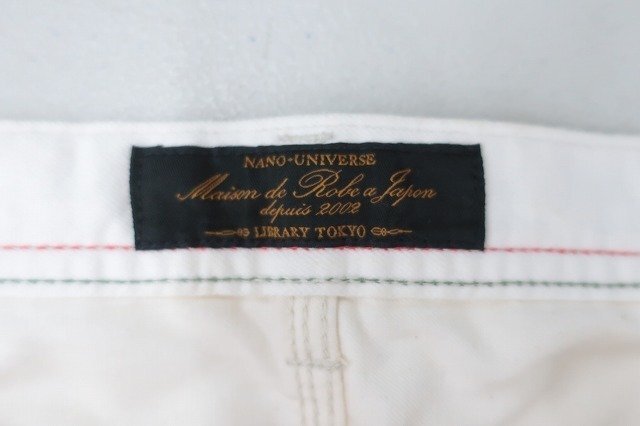 NANO・UNIVERSE
Maison de Robe a Japon
depuis 2002
LIBRARY TOKYO